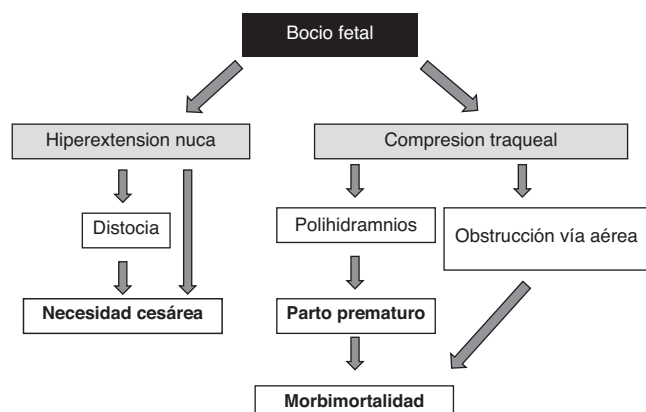 Bocio fetal
Hiperextension nuca
Compresion traqueal
Distocia
Polihidramnios
Obstrucción vía aérea
Necesidad cesárea
Parto prematuro
Morbimortalidad